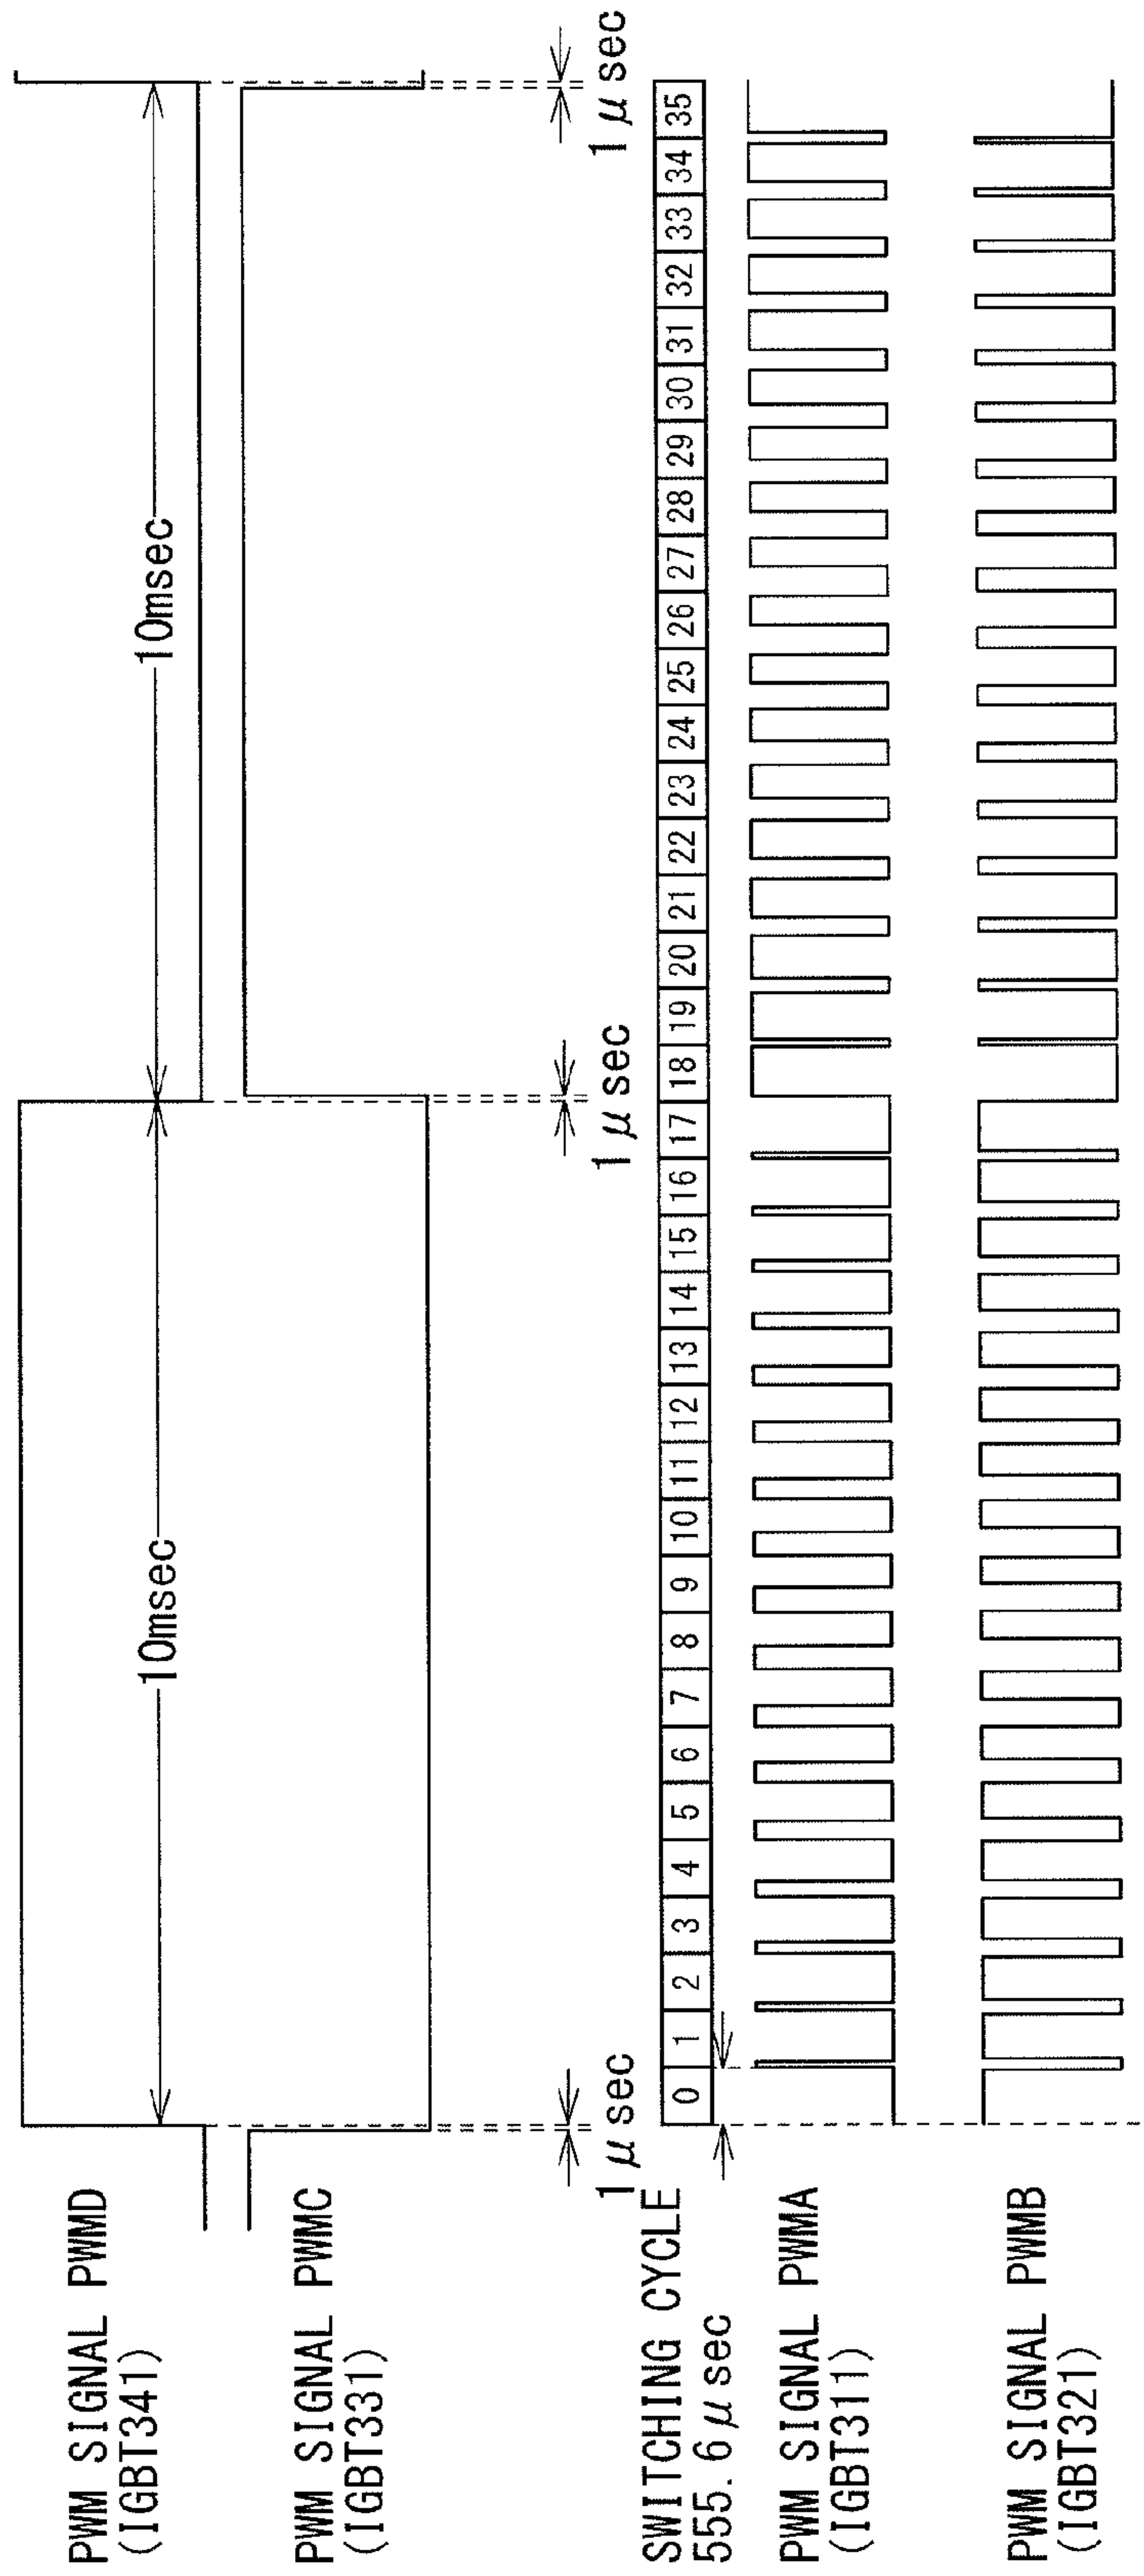 PWM SIGNAL PWMD
(IGBT341)
10msec
10msec
PWM SIGNAL PWMC
(IGBT331)
1μsec
1μsec
1μsec
SWITCHING CYCLE
555.6μsec
0 1 2 3 4 5 6 7 8 9 10 11 12 13 14 15 16 17 18 19 20 21 22 23 24 25 26 27 28 29 30 31 32 33 34 35
PWM SIGNAL PWMA
(IGBT311)
PWM SIGNAL PWMB
(IGBT321)